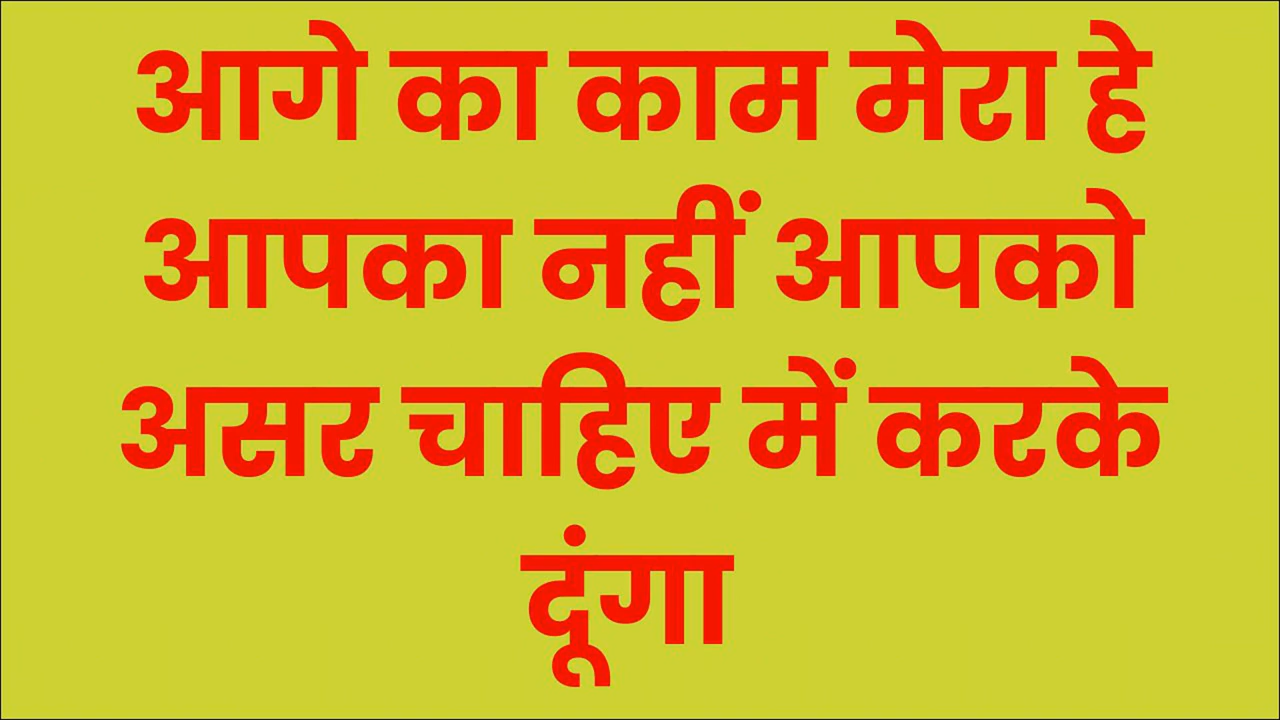 आगे का काम मेरा हे
आपका नहीं आपको
असर चाहिए में करके
दूंगा